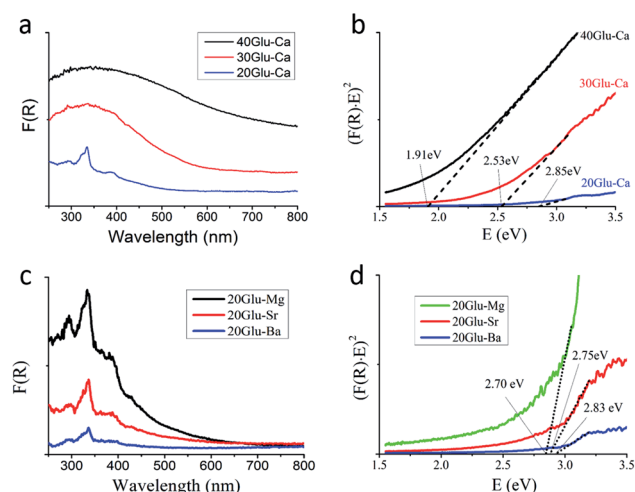 a
40Glu-Ca
30Glu-Ca
20Glu-Ca
F(R)
300 400 500 600 700 800
Wavelength (nm)
b
40Glu-Ca
30Glu-Ca
20Glu-Ca
1.91eV
2.53eV
2.85eV
(F(R)·E)²
1.5 2.0 2.5 3.0 3.5
E (eV)
c
20Glu-Mg
20Glu-Sr
20Glu-Ba
F(R)
300 400 500 600 700 800
Wavelength (nm)
d
20Glu-Mg
20Glu-Sr
20Glu-Ba
2.75eV
2.70 eV
2.83 eV
(F(R)·E)²
1.5 2.0 2.5 3.0 3.5
E (eV)